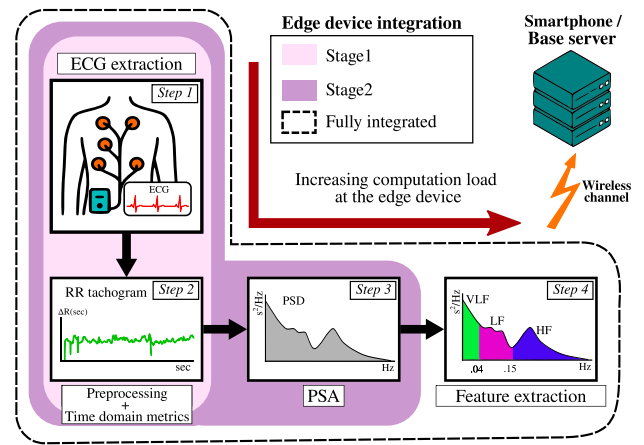 Edge device integration
Stage1
Stage2
Fully integrated
Smartphone /
Base server
Wireless
channel
Increasing computation load
at the edge device
ECG extraction
Step 1
ECG
RR tachogram
Step 2
ΔR(sec)
sec
Preprocessing
+
Time domain metrics
Step 3
PSD
s²/Hz
Hz
PSA
Step 4
s²/Hz
VLF
LF
HF
.04
.15
Hz
Feature extraction